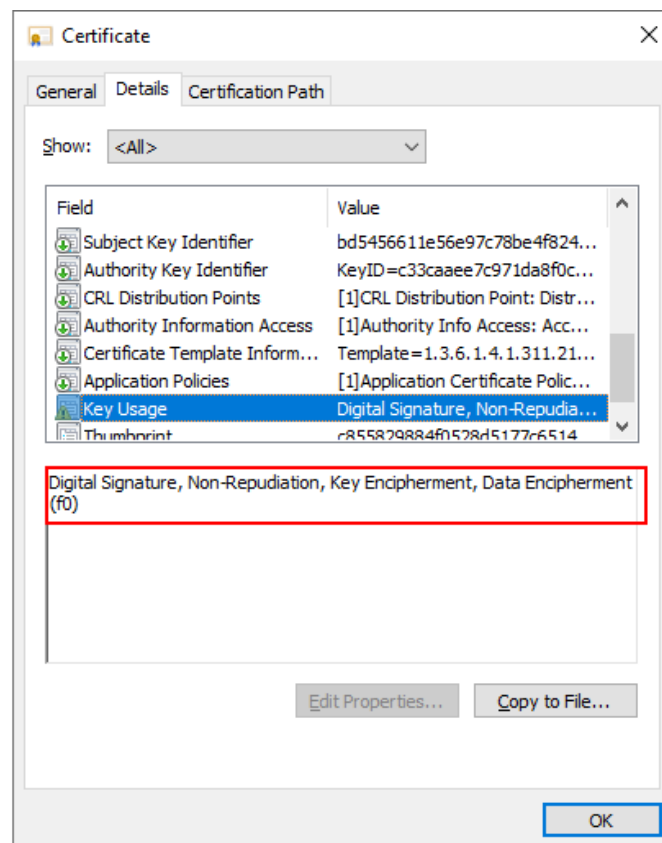 Certificate
General Details Certification Path
Show: <All>
Field Value
Subject Key Identifier bd5456611e56e97c78be4f824...
Authority Key Identifier KeyID=c33caaee7c971da8f0c...
CRL Distribution Points [1]CRL Distribution Point: Distr...
Authority Information Access [1]Authority Info Access: Acc...
Certificate Template Inform... Template=1.3.6.1.4.1.311.21...
Application Policies [1]Application Certificate Polic...
Key Usage Digital Signature, Non-Repudia...
Thumbprint c855829884f0528d5177c6514
Digital Signature, Non-Repudiation, Key Encipherment, Data Encipherment
(f0)
Edit Properties... Copy to File...
OK